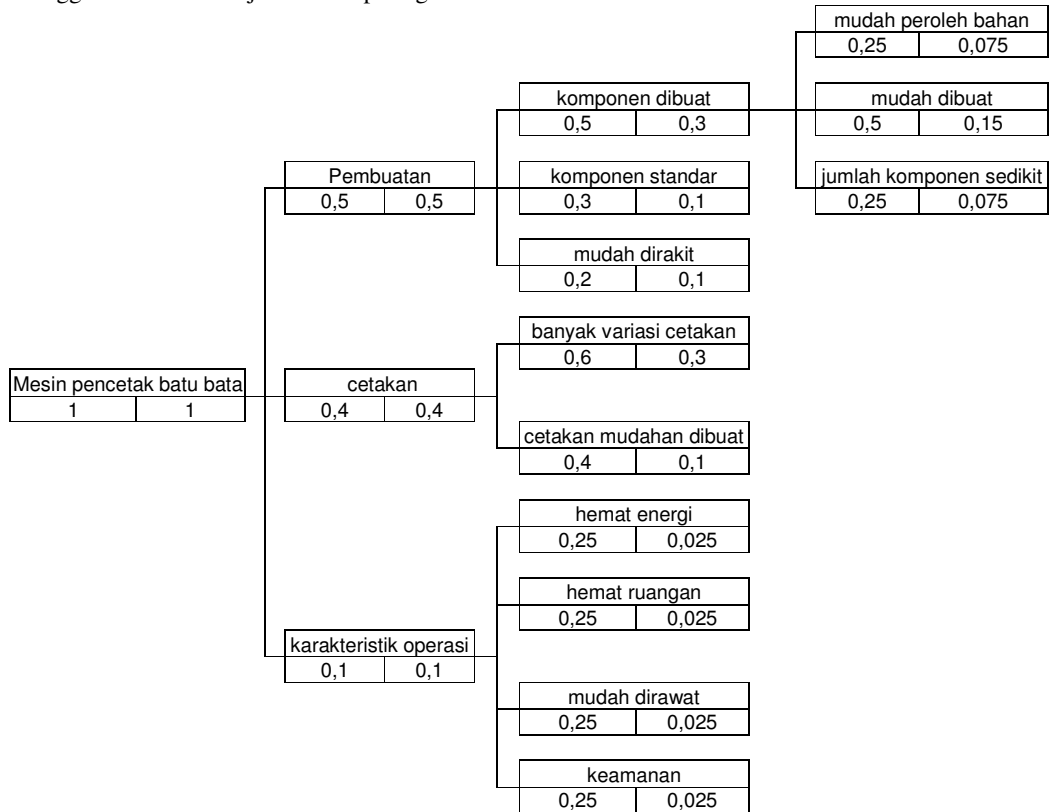 mudah peroleh bahan
0,25 0,075
komponen dibuat
0,5 0,3
mudah dibuat
0,5 0,15
Pembuatan
0,5 0,5
komponen standar
0,3 0,1
jumlah komponen sedikit
0,25 0,075
mudah dirakit
0,2 0,1
banyak variasi cetakan
0,6 0,3
Mesin pencetak batu bata
1 1
cetakan
0,4 0,4
cetakan mudahan dibuat
0,4 0,1
hemat energi
0,25 0,025
hemat ruangan
0,25 0,025
karakteristik operasi
0,1 0,1
mudah dirawat
0,25 0,025
keamanan
0,25 0,025